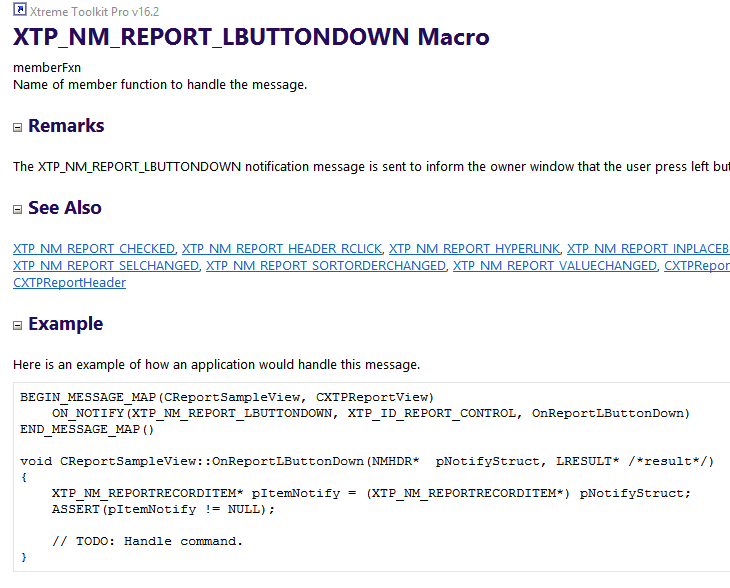 Xtreme Toolkit Pro v16.2
XTP_NM_REPORT_LBUTTONDOWN Macro
memberFxn
Name of member function to handle the message.
Remarks
The XTP_NM_REPORT_LBUTTONDOWN notification message is sent to inform the owner window that the user press left but
See Also
XTP_NM_REPORT_CHECKED, XTP_NM_REPORT_HEADER_RCLICK, XTP_NM_REPORT_HYPERLINK, XTP_NM_REPORT_INPLACEB
XTP_NM_REPORT_SELCHANGED, XTP_NM_REPORT_SORTORDERCHANGED, XTP_NM_REPORT_VALUECHANGED, CXTPRepor
CXTPReportHeader
Example
Here is an example of how an application would handle this message.
BEGIN_MESSAGE_MAP(CReportSampleView, CXTPReportView)
    ON_NOTIFY(XTP_NM_REPORT_LBUTTONDOWN, XTP_ID_REPORT_CONTROL, OnReportLButtonDown)
END_MESSAGE_MAP()
void CReportSampleView::OnReportLButtonDown(NMHDR*  pNotifyStruct, LRESULT* /*result*/)
{
    XTP_NM_REPORTRECORDITEM* pItemNotify = (XTP_NM_REPORTRECORDITEM*) pNotifyStruct;
    ASSERT(pItemNotify != NULL);
    // TODO: Handle command.
}